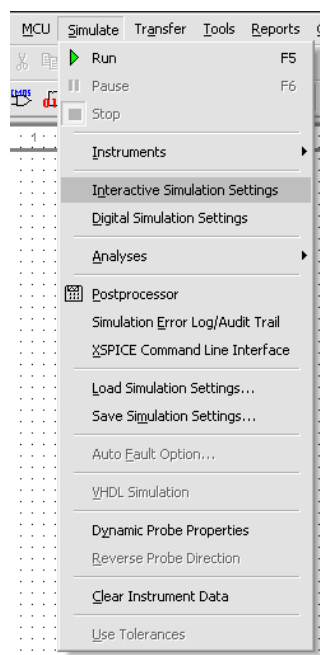 MCU Simulate Transfer Tools Reports
Run F5
Pause F6
Stop
Instruments
Interactive Simulation Settings
Digital Simulation Settings
Analyses
Postprocessor
Simulation Error Log/Audit Trail
XSPICE Command Line Interface
Load Simulation Settings...
Save Simulation Settings...
Auto Fault Option...
VHDL Simulation
Dynamic Probe Properties
Reverse Probe Direction
Clear Instrument Data
Use Tolerances